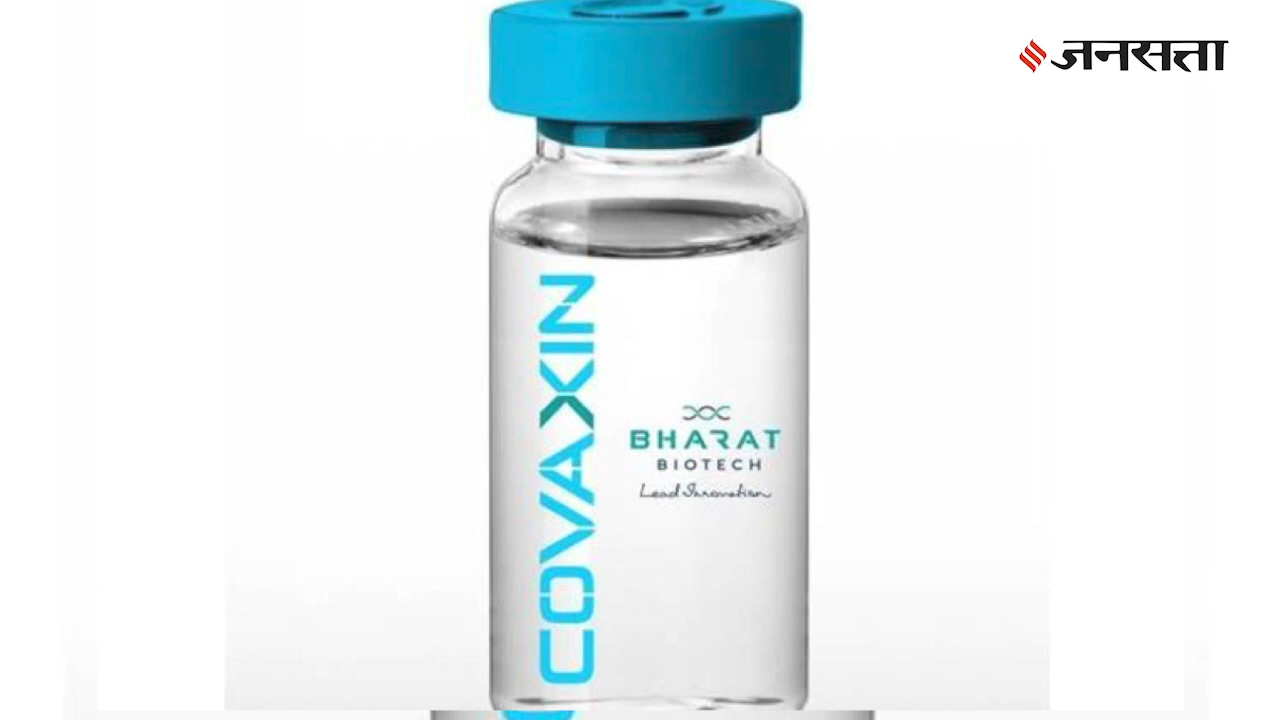 जनसत्ता
COVAXIN
BHARAT
BIOTECH
Lead Innovation